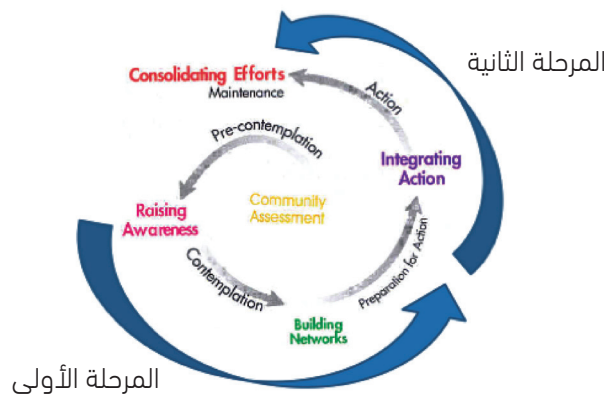 المرحلة الثانية
Consolidating Efforts
Maintenance
Action
Pre-contemplation
Integrating
Action
Community
Assessment
Raising
Awareness
Contemplation
Preparation for Action
Building
Networks
المرحلة الأولى